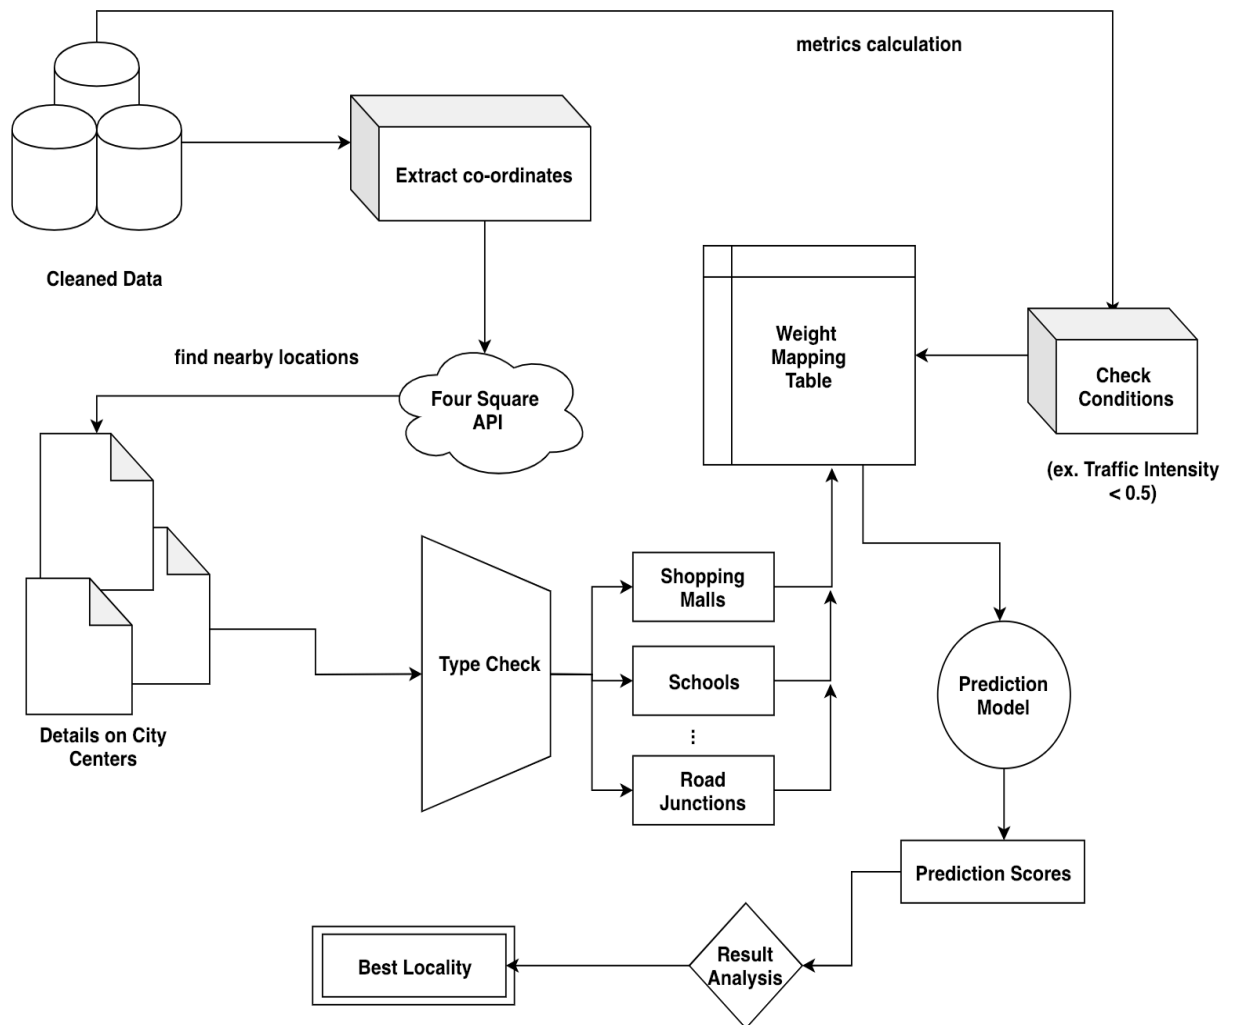 metrics calculation
Extract co-ordinates
Cleaned Data
Weight
Mapping
Table
find nearby locations
Four Square
API
Check
Conditions
(ex. Traffic Intensity
< 0.5)
Shopping
Malls
Type Check
Schools
...
Road
Junctions
Details on City
Centers
Prediction
Model
Prediction Scores
Result
Analysis
Best Locality